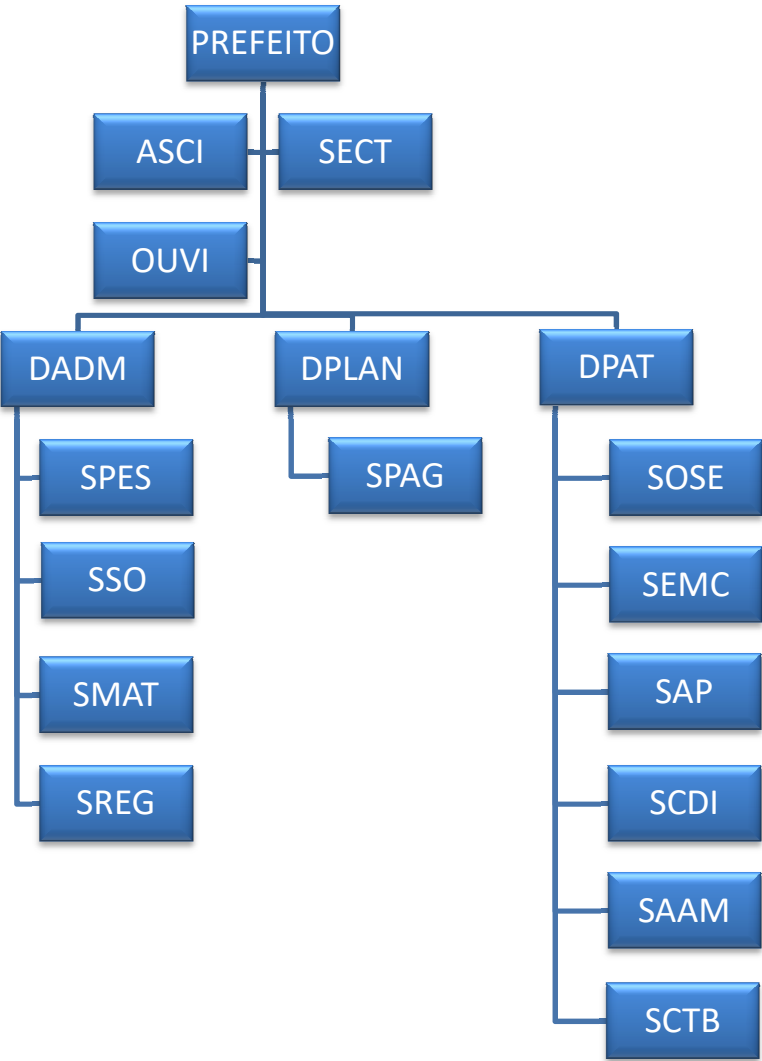 PREFEITO
ASCI
SECT
OUVI
DADM
DPLAN
DPAT
SPES
SSO
SMAT
SREG
SPAG
SOSE
SEMC
SAP
SCDI
SAAM
SCTB